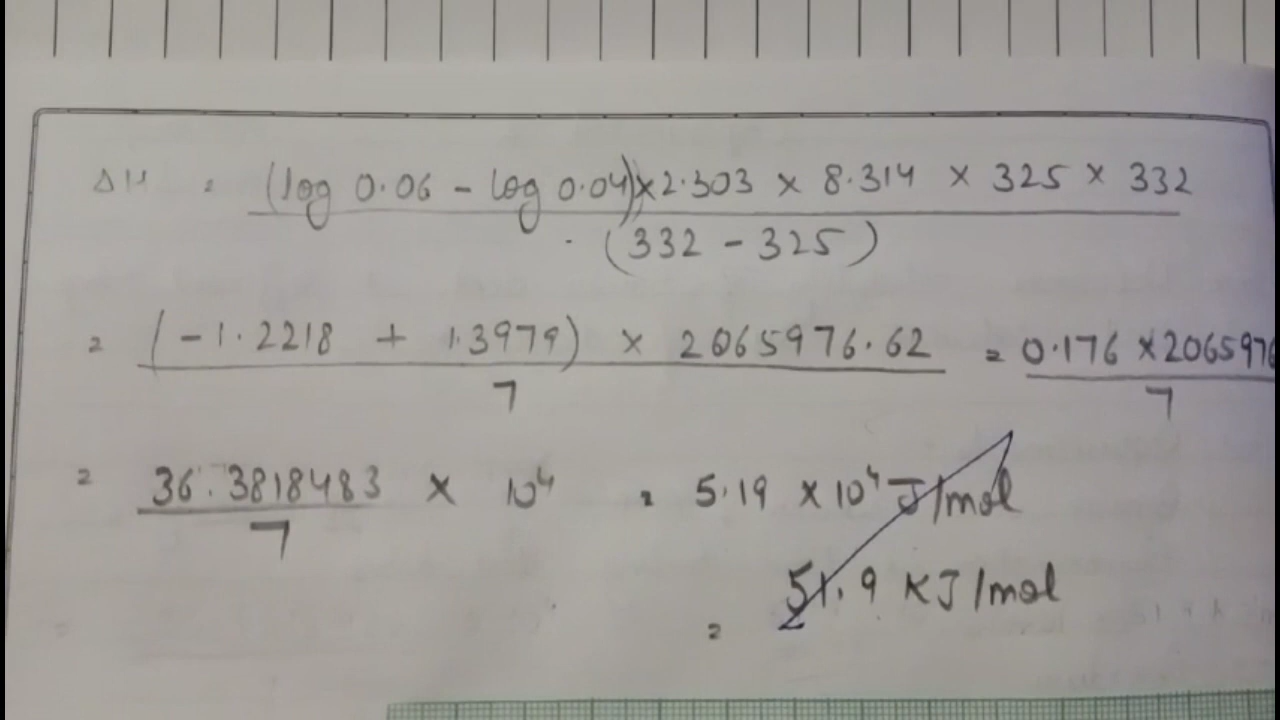 ΔH = (log 0.06 - log 0.04) × 2.303 × 8.314 × 325 × 332
(332 - 325)
= (-1.2218 + 1.3979) × 2065976.62 = 0.176 × 2065976
7 7
= 36.3818483 × 10⁴ = 5.19 × 10⁴ J/mol
7
= 51.9 KJ/mol